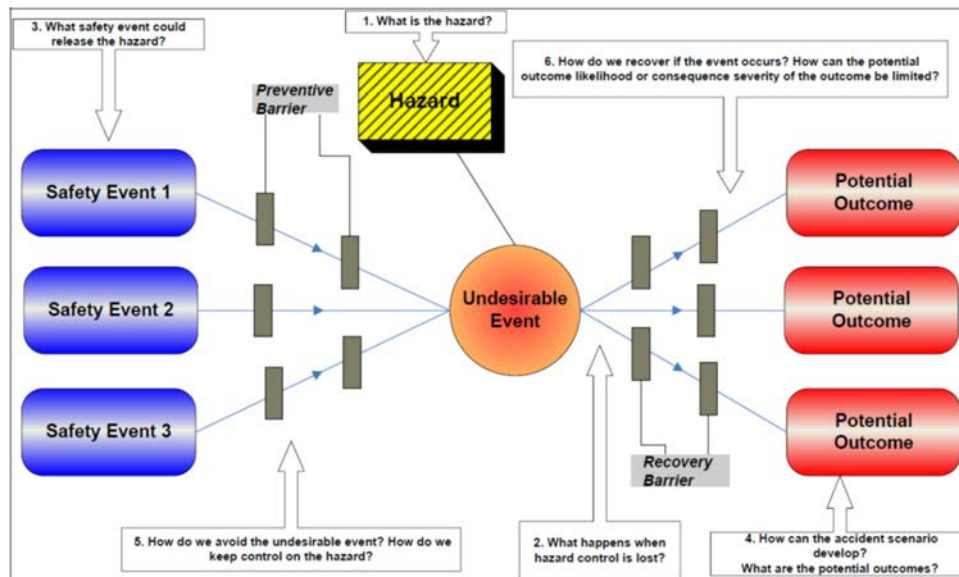 3. What safety event could
release the hazard?
1. What is the hazard?
6. How do we recover if the event occurs? How can the potential
outcome likelihood or consequence severity of the outcome be limited?
Preventive
Barrier
Hazard
Safety Event 1
Potential
Outcome
Safety Event 2
Undesirable
Event
Potential
Outcome
Safety Event 3
Potential
Outcome
Recovery
Barrier
5. How do we avoid the undesirable event? How do we
keep control on the hazard?
2. What happens when
hazard control is lost?
4. How can the accident scenario
develop?
What are the potential outcomes?